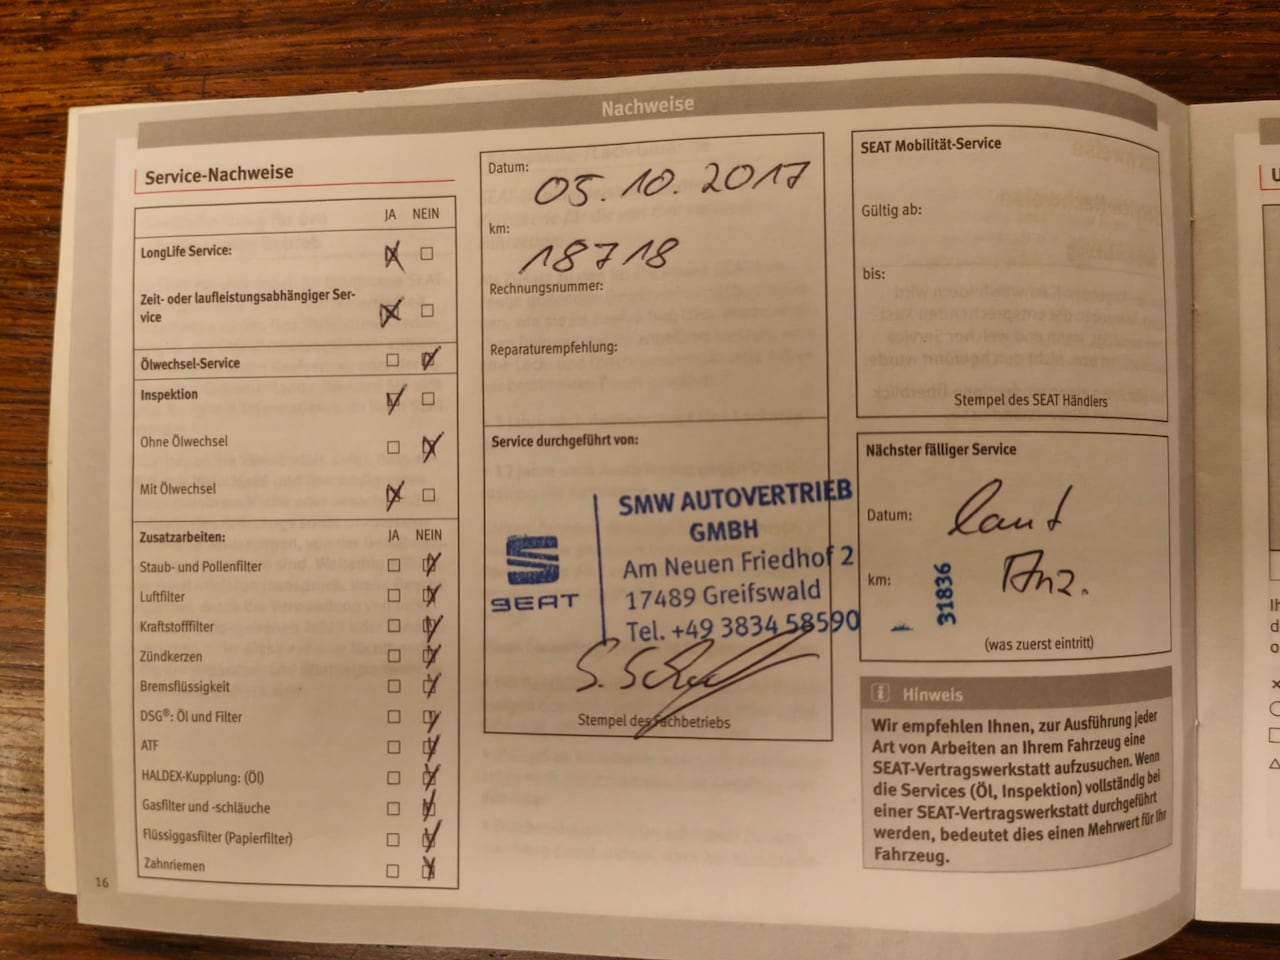 Nachweise
Service-Nachweise
JA NEIN
LongLife Service:
Zeit- oder laufleistungsabhängiger Ser-
vice
Ölwechsel-Service
Inspektion
Ohne Ölwechsel
Mit Ölwechsel
Zusatzarbeiten: JA NEIN
Staub- und Pollenfilter
Luftfilter
Kraftstofffilter
Zündkerzen
Bremsflüssigkeit
DSG®: Öl und Filter
ATF
HALDEX-Kupplung: (Öl)
Gasfilter und -schläuche
Flüssiggasfilter (Papierfilter)
Zahnriemen
16
Datum:
05.10.2017
km:
18718
Rechnungsnummer:
Reparaturempfehlung:
Service durchgeführt von:
SEAT
SMW AUTOVERTRIEB
GMBH
Am Neuen Friedhof 2
17489 Greifswald
Tel. +49 3834 58590
Stempel des Fachbetriebs
SEAT Mobilität-Service
Gültig ab:
bis:
Stempel des SEAT Händlers
Nächster fälliger Service
Datum: laut
km: Anz.
31836
(was zuerst eintritt)
Hinweis
Wir empfehlen Ihnen, zur Ausführung jeder
Art von Arbeiten an Ihrem Fahrzeug eine
SEAT-Vertragswerkstatt aufzusuchen. Wenn
die Services (Öl, Inspektion) vollständig bei
einer SEAT-Vertragswerkstatt durchgeführt
werden, bedeutet dies einen Mehrwert für Ihr
Fahrzeug.